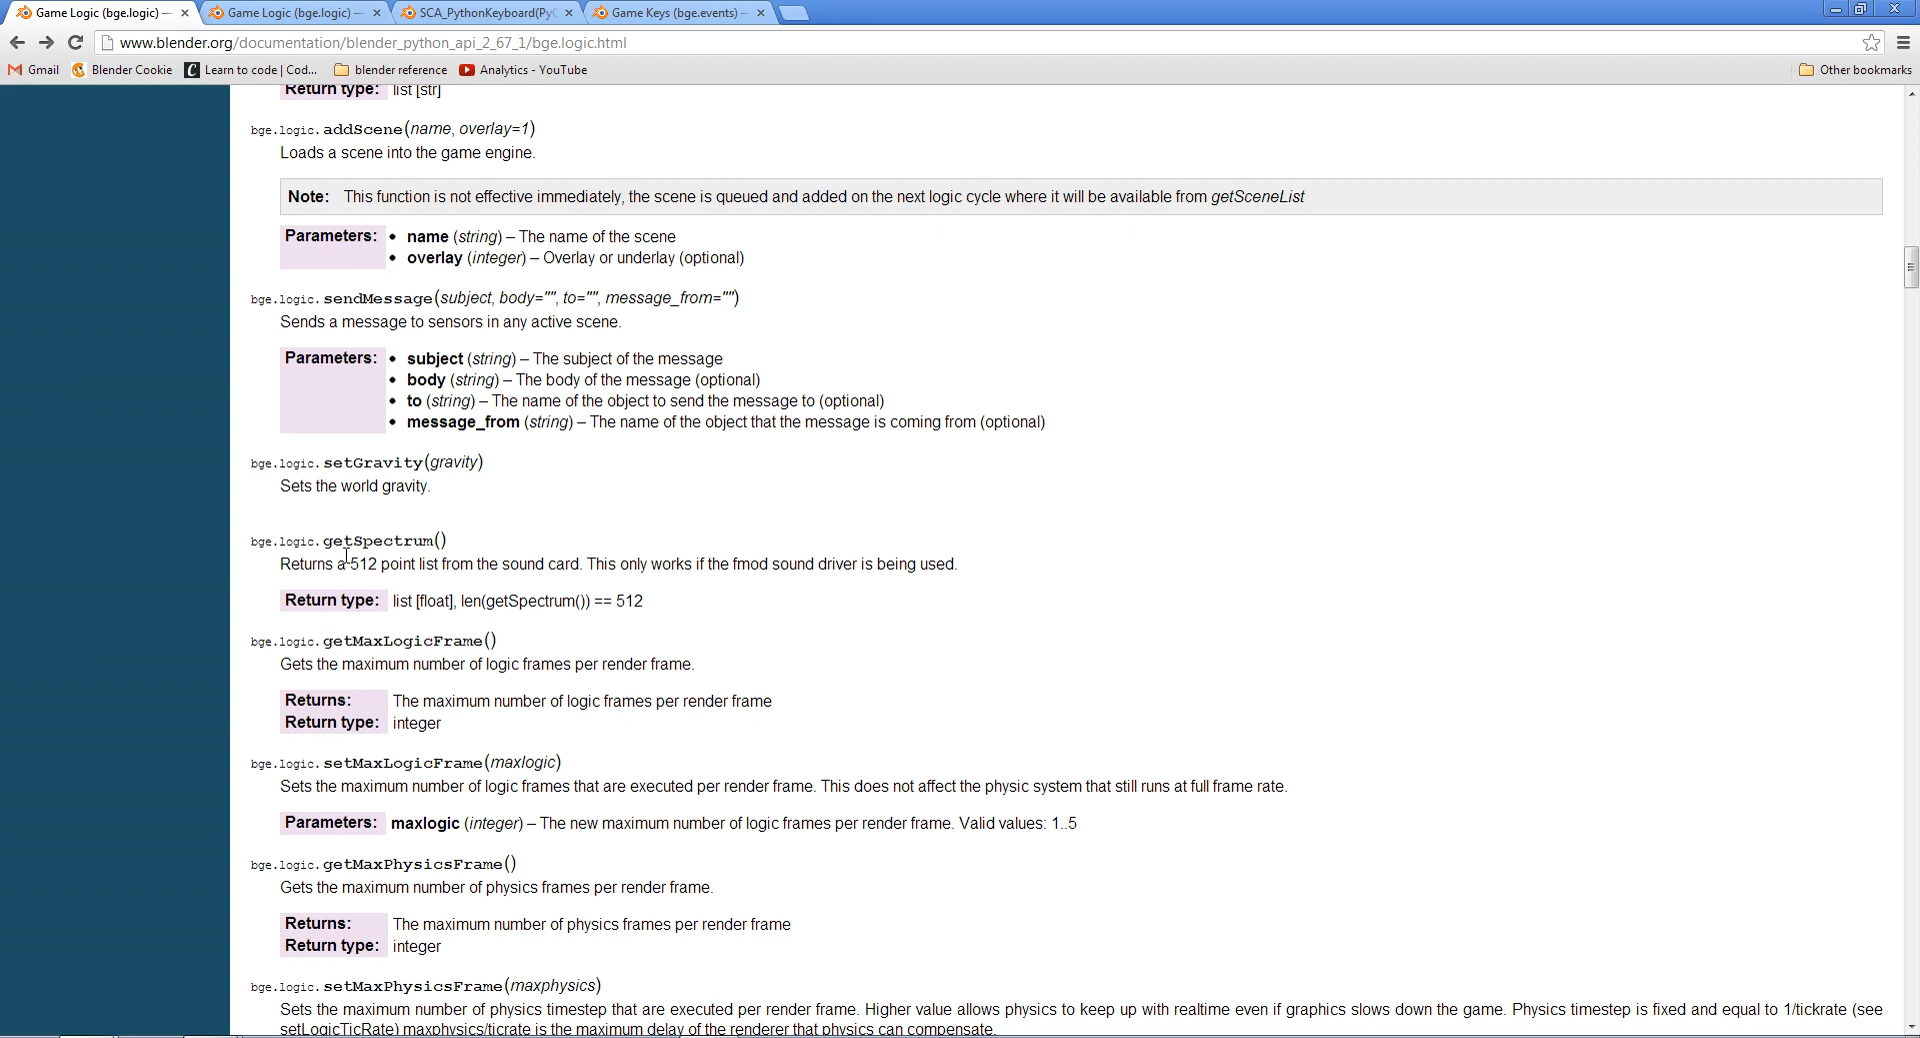 Game Logic (bge.logic) —
Game Logic (bge.logic) —
SCA_PythonKeyboard(Py
Game Keys (bge.events) —
www.blender.org/documentation/blender_python_api_2_67_1/bge.logic.html
Gmail
Blender Cookie
Learn to code | Cod...
blender reference
Analytics - YouTube
Other bookmarks
Return type: list [str]
bge.logic.addScene(name, overlay=1)
Loads a scene into the game engine.
Note: This function is not effective immediately, the scene is queued and added on the next logic cycle where it will be available from getSceneList
Parameters: • name (string) – The name of the scene
• overlay (integer) – Overlay or underlay (optional)
bge.logic.sendMessage(subject, body="", to="", message_from="")
Sends a message to sensors in any active scene.
Parameters: • subject (string) – The subject of the message
• body (string) – The body of the message (optional)
• to (string) – The name of the object to send the message to (optional)
• message_from (string) – The name of the object that the message is coming from (optional)
bge.logic.setGravity(gravity)
Sets the world gravity.
bge.logic.getSpectrum()
Returns a 512 point list from the sound card. This only works if the fmod sound driver is being used.
Return type: list [float], len(getSpectrum()) == 512
bge.logic.getMaxLogicFrame()
Gets the maximum number of logic frames per render frame.
Returns: The maximum number of logic frames per render frame
Return type: integer
bge.logic.setMaxLogicFrame(maxlogic)
Sets the maximum number of logic frames that are executed per render frame. This does not affect the physic system that still runs at full frame rate.
Parameters: maxlogic (integer) – The new maximum number of logic frames per render frame. Valid values: 1..5
bge.logic.getMaxPhysicsFrame()
Gets the maximum number of physics frames per render frame.
Returns: The maximum number of physics frames per render frame
Return type: integer
bge.logic.setMaxPhysicsFrame(maxphysics)
Sets the maximum number of physics timestep that are executed per render frame. Higher value allows physics to keep up with realtime even if graphics slows down the game. Physics timestep is fixed and equal to 1/tickrate (see
setLogicTicRate) maxphysics/ticrate is the maximum delay of the renderer that physics can compensate.